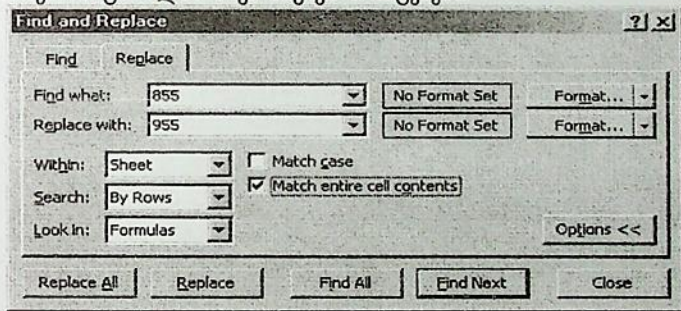 Find and Replace
Find Replace
Find what: 855 No Format Set Format...
Replace with: 955 No Format Set Format...
Within: Sheet Match case
Search: By Rows Match entire cell contents
Look in: Formulas Options <<
Replace All Replace Find All Find Next Close